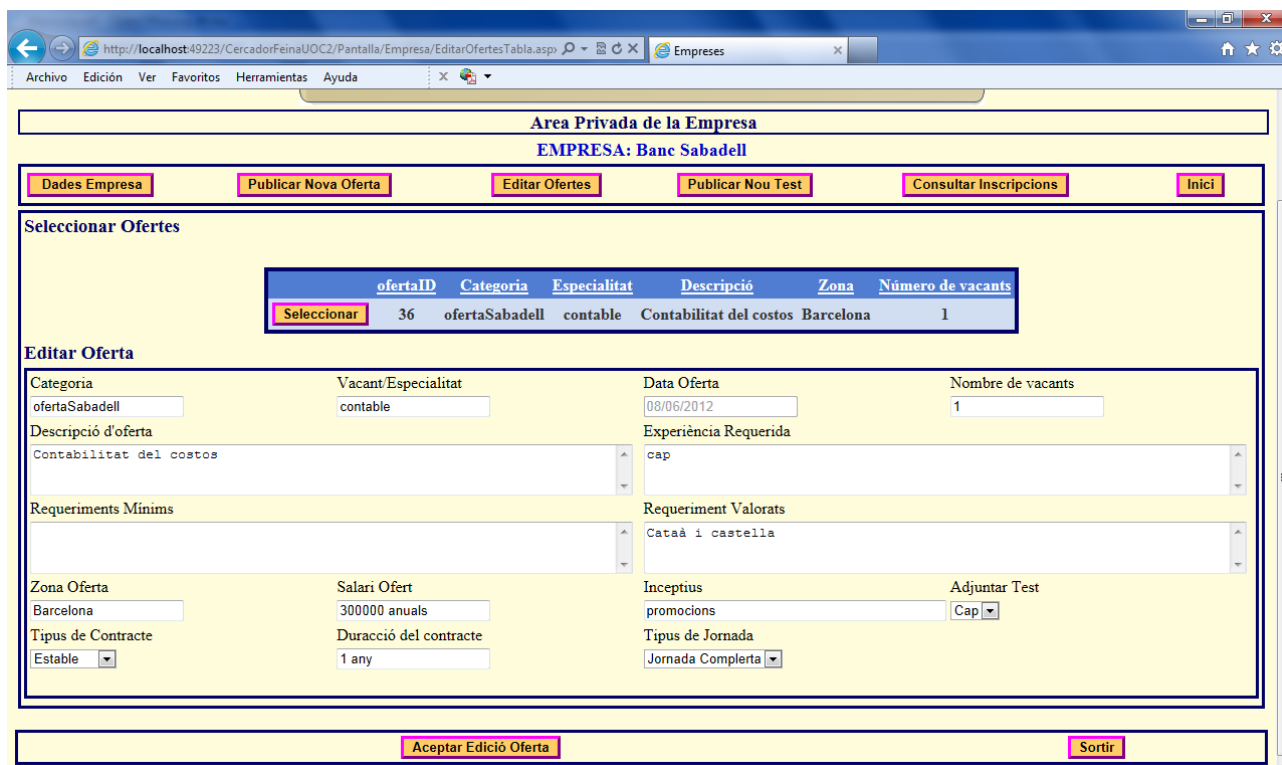 http://localhost:49223/CercadorFeinaUOC2/Pantalla/Empresa/EditarOfertesTabla.asp
Empreses
Archivo Edición Ver Favoritos Herramientas Ayuda
Area Privada de la Empresa
EMPRESA: Banc Sabadell
Dades Empresa Publicar Nova Oferta Editar Ofertes Publicar Nou Test Consultar Inscripcions Inici
Seleccionar Ofertes
ofertaID Categoria Especialitat Descripció Zona Número de vacants
Seleccionar 36 ofertaSabadell contable Contabilitat del costos Barcelona 1
Editar Oferta
Categoria Vacant/Especialitat Data Oferta Nombre de vacants
ofertaSabadell contable 08/06/2012 1
Descripció d'oferta Experiència Requerida
Contabilitat del costos cap
Requeriments Mínims Requeriment Valorats
Cataà i castella
Zona Oferta Salari Ofert Inceptius Adjuntar Test
Barcelona 300000 anuals promocions Cap
Tipus de Contracte Duracció del contracte Tipus de Jornada
Estable 1 any Jornada Complerta
Aceptar Edició Oferta Sortir